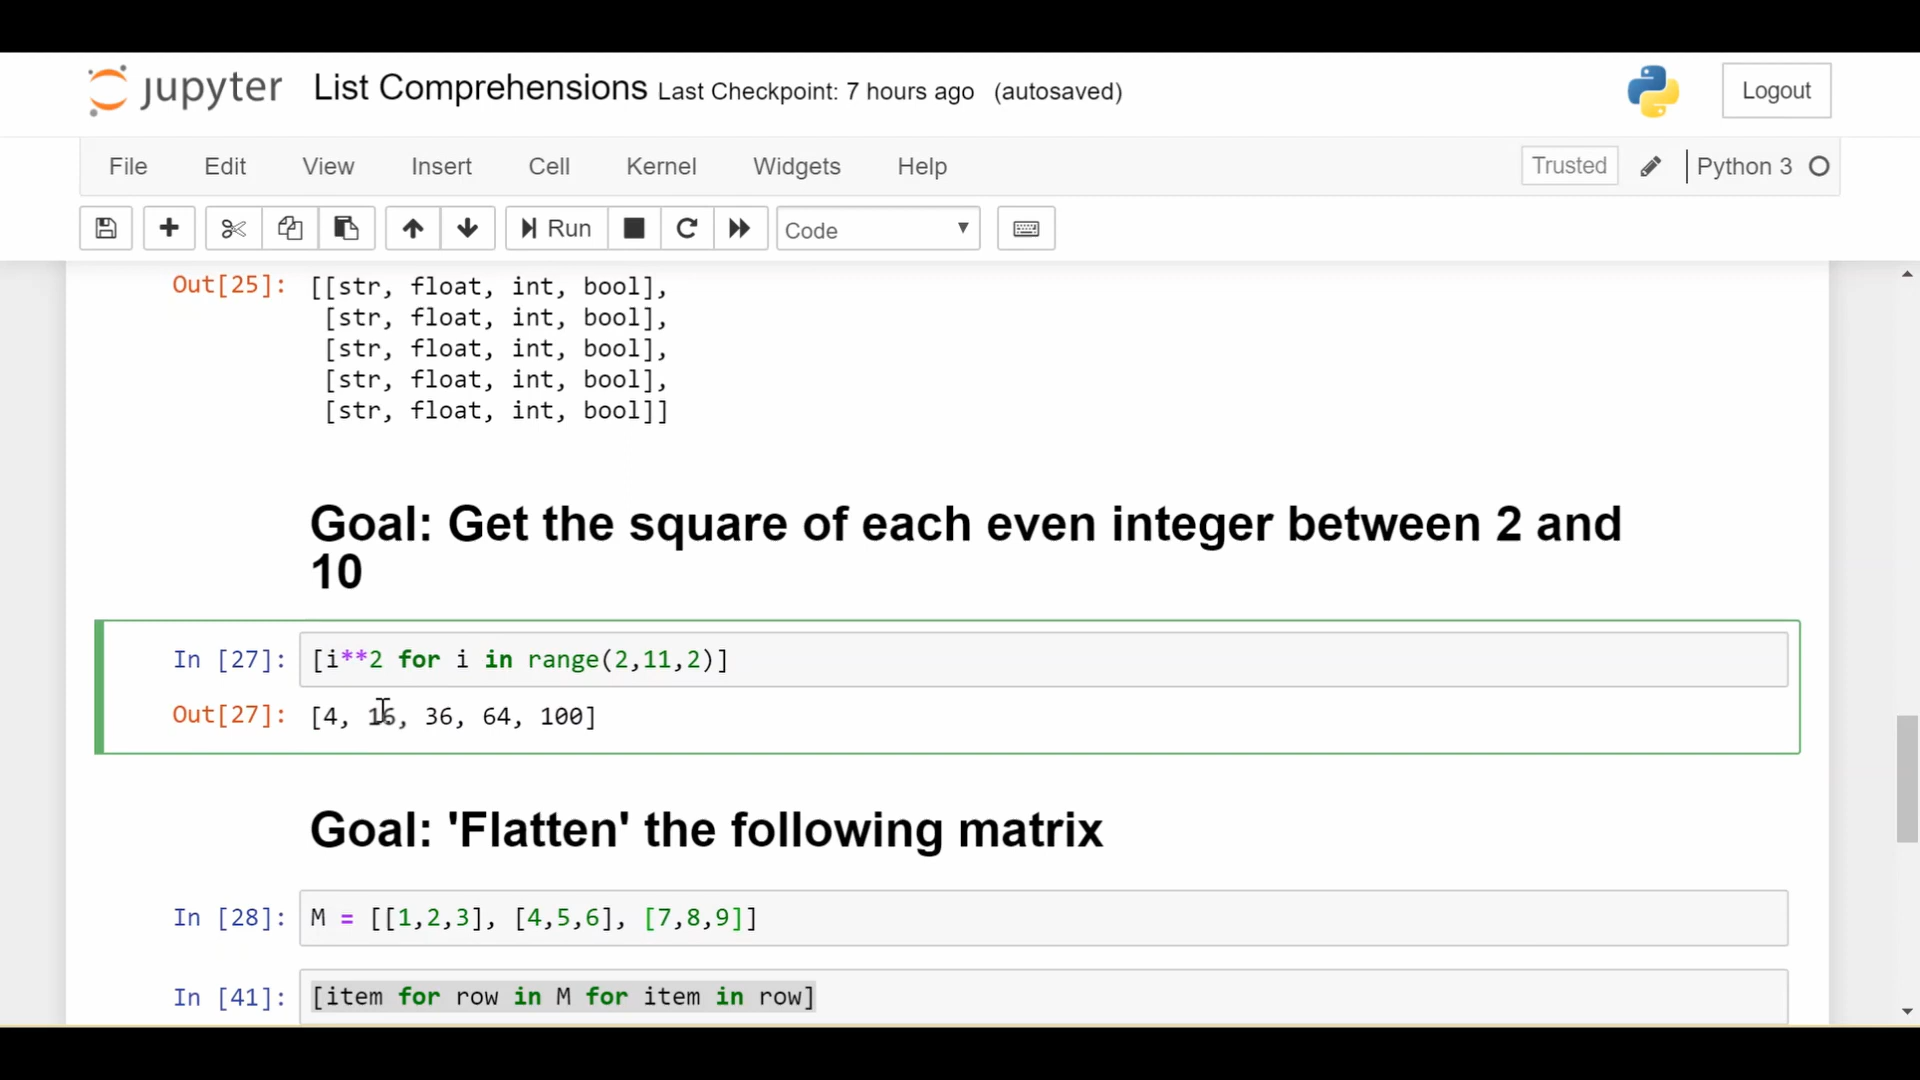 jupyter List Comprehensions Last Checkpoint: 7 hours ago (autosaved) Logout
File Edit View Insert Cell Kernel Widgets Help Trusted Python 3
Run Code
Out[25]: [[str, float, int, bool],
[str, float, int, bool],
[str, float, int, bool],
[str, float, int, bool],
[str, float, int, bool]]
Goal: Get the square of each even integer between 2 and
10
In [27]: [i**2 for i in range(2,11,2)]
Out[27]: [4, 16, 36, 64, 100]
Goal: 'Flatten' the following matrix
In [28]: M = [[1,2,3], [4,5,6], [7,8,9]]
In [41]: [item for row in M for item in row]